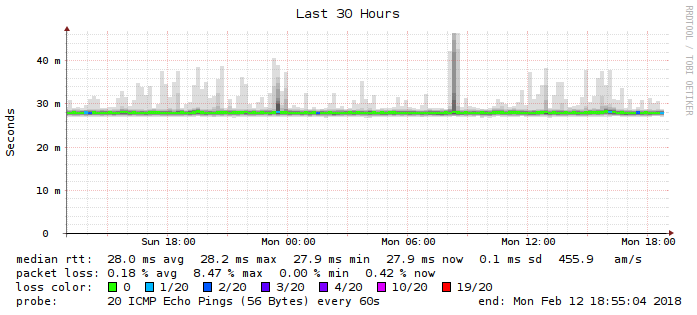 Last 30 Hours
RRDTOOL / TOBI OETIKER
Seconds
40 m
30 m
20 m
10 m
0
Sun 18:00 Mon 00:00 Mon 06:00 Mon 12:00 Mon 18:00
median rtt: 28.0 ms avg 28.2 ms max 27.9 ms min 27.9 ms now 0.1 ms sd 455.9 am/s
packet loss: 0.18 % avg 8.47 % max 0.00 % min 0.42 % now
loss color: 0 1/20 2/20 3/20 4/20 10/20 19/20
probe: 20 ICMP Echo Pings (56 Bytes) every 60s end: Mon Feb 12 18:55:04 2018